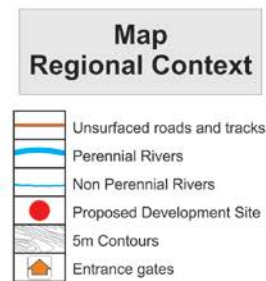 Map
Regional Context
Unsurfaced roads and tracks
Perennial Rivers
Non Perennial Rivers
Proposed Development Site
5m Contours
Entrance gates